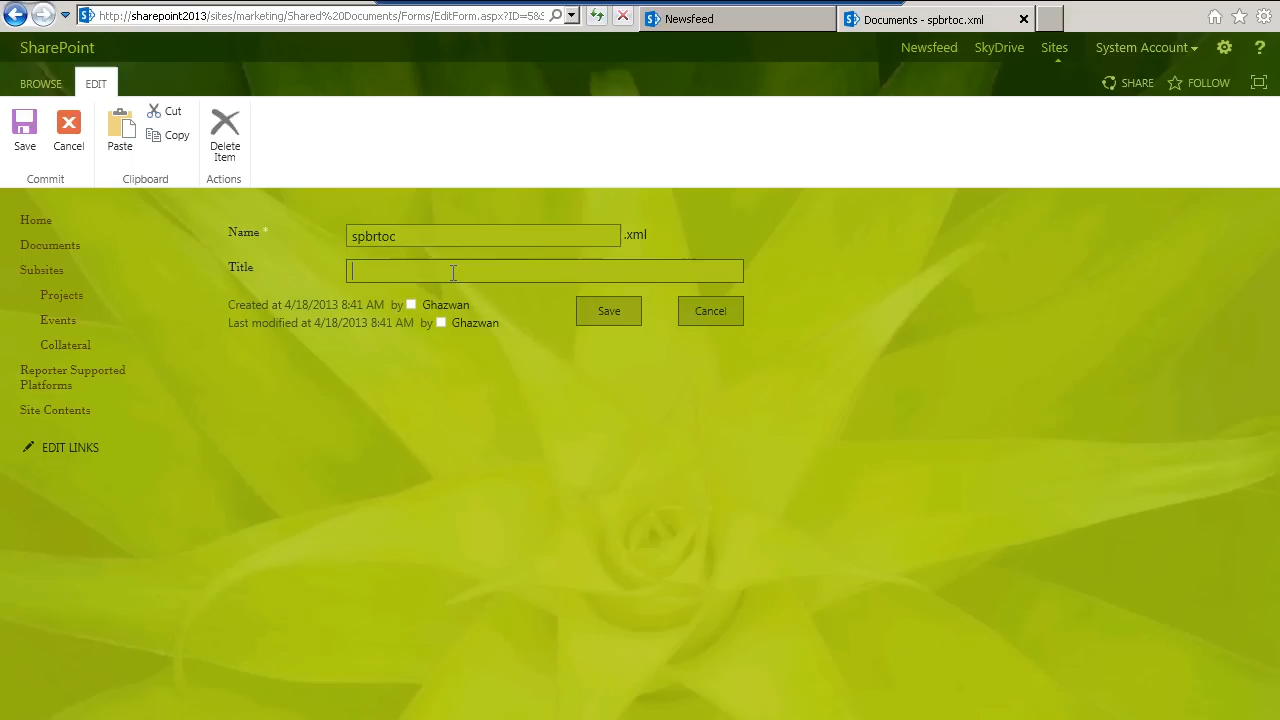 http://sharepoint2013/sites/marketing/Shared%20Documents/Forms/EditForm.aspx?ID=5&S
Newsfeed
Documents - spbrtoc.xml
SharePoint
Newsfeed
SkyDrive
Sites
System Account
?
BROWSE
EDIT
SHARE
FOLLOW
Save
Cancel
Paste
Cut
Copy
Delete
Item
Commit
Clipboard
Actions
Home
Documents
Subsites
Projects
Events
Collateral
Reporter Supported
Platforms
Site Contents
EDIT LINKS
Name *
spbrtoc
.xml
Title
Created at 4/18/2013 8:41 AM by Ghazwan
Last modified at 4/18/2013 8:41 AM by Ghazwan
Save
Cancel